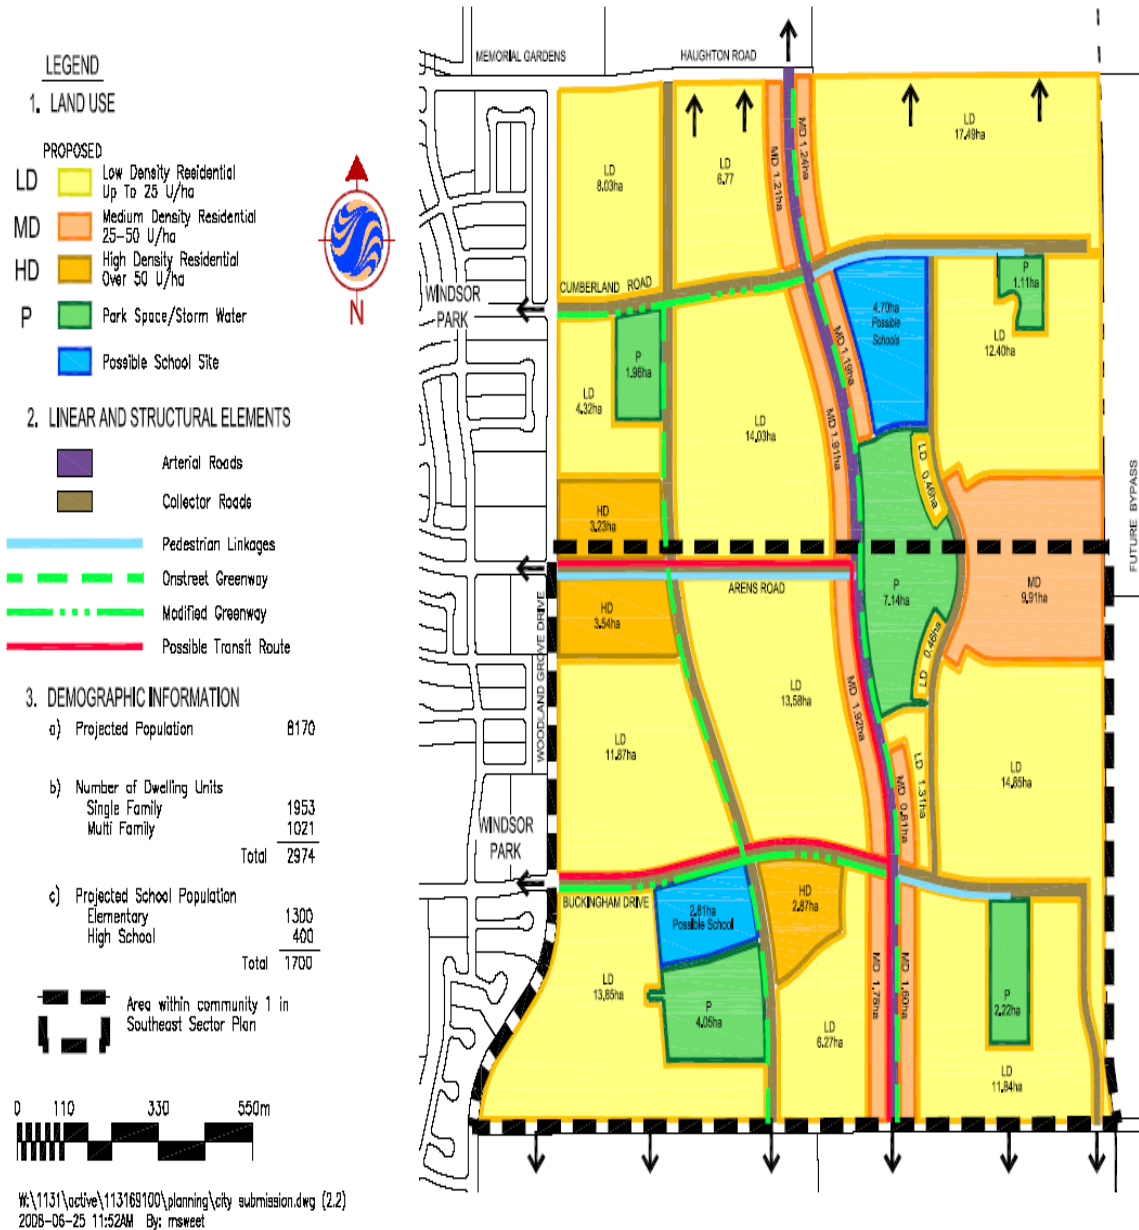 LEGEND
1. LAND USE
PROPOSED
LD Low Density Residential
Up To 25 U/ha
MD Medium Density Residential
25-50 U/ha
HD High Density Residential
Over 50 U/ha
P Park Space/Storm Water
Possible School Site
2. LINEAR AND STRUCTURAL ELEMENTS
Arterial Roads
Collector Roads
Pedestrian Linkages
Onstreet Greenway
Modified Greenway
Possible Transit Route
3. DEMOGRAPHIC INFORMATION
a) Projected Population 8170
b) Number of Dwelling Units
Single Family 1953
Multi Family 1021
Total 2974
c) Projected School Population
Elementary 1300
High School 400
Total 1700
Area within community 1 in
Southeast Sector Plan
0 110 330 550m
W:\1131\active\113169100\planning\city submission.dwg (2.2)
2008-06-25 11:52AM By: msweet
N
MEMORIAL GARDENS
HAUGHTON ROAD
LD
17.49ha
LD
8.03ha
LD
6.77
MD 1.21ha
MD 1.24ha
WINDSOR
PARK
CUMBERLAND ROAD
P
1.11ha
4.70ha
Possible
Schools
LD
12.40ha
P
1.96ha
LD
4.32ha
MD 1.19ha
MD 1.91ha
LD
14.03ha
LD 0.46ha
HD
3.23ha
FUTURE BYPASS
ARENS ROAD
P
7.14ha
MD
9.91ha
HD
3.54ha
WOODLAND GROVE DRIVE
LD 0.46ha
LD
13.58ha
MD 1.92ha
LD
11.87ha
LD 1.31ha
LD
14.85ha
MD 0.81ha
WINDSOR
PARK
BUCKINGHAM DRIVE
2.81ha
Possible School
HD
2.87ha
LD
13.85ha
P
4.05ha
MD 1.78ha
MD 1.60ha
P
2.22ha
LD
6.27ha
LD
11.84ha